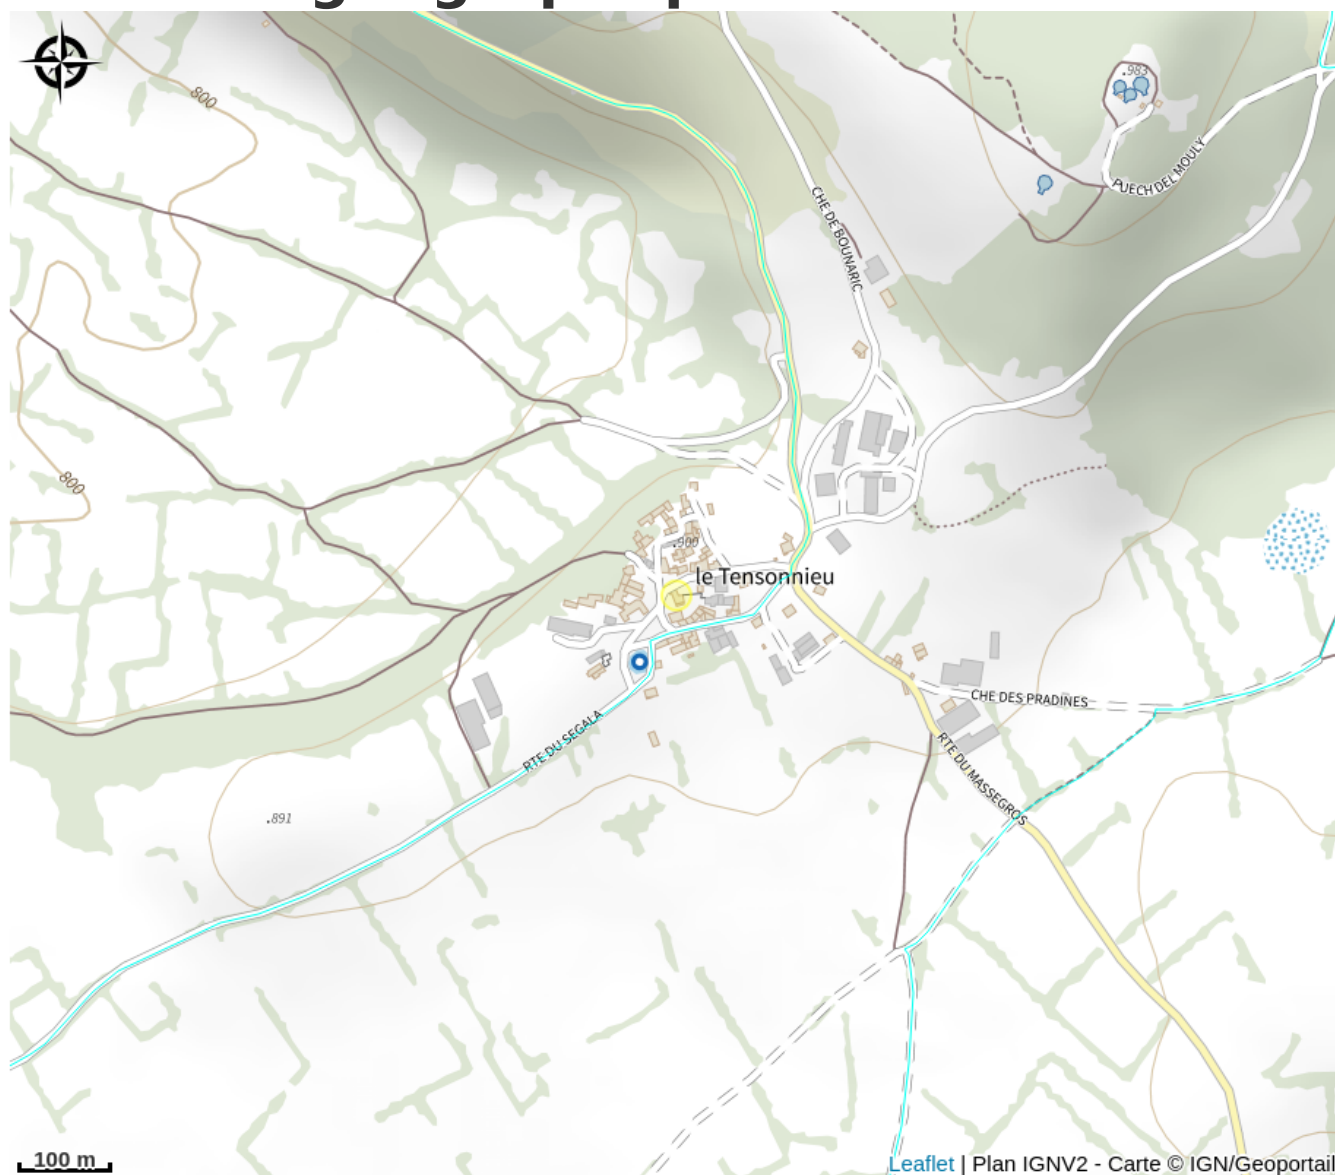 800
.983
PUECH DEL MOULY
CHE DE BOUNARIC
800
.900
le Tensonnieu
CHE DES PRADINES
RTE DU SEGALA
RTE DU MASSEGROS
.891
100 m
Leaflet | Plan IGNV2 - Carte © IGN/Geoportail